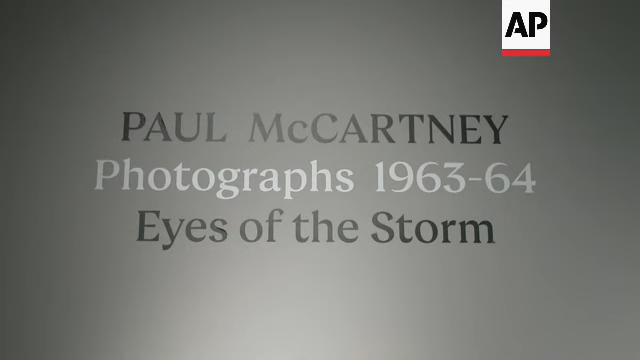 AP
PAUL McCARTNEY
Photographs 1963-64
Eyes of the Storm